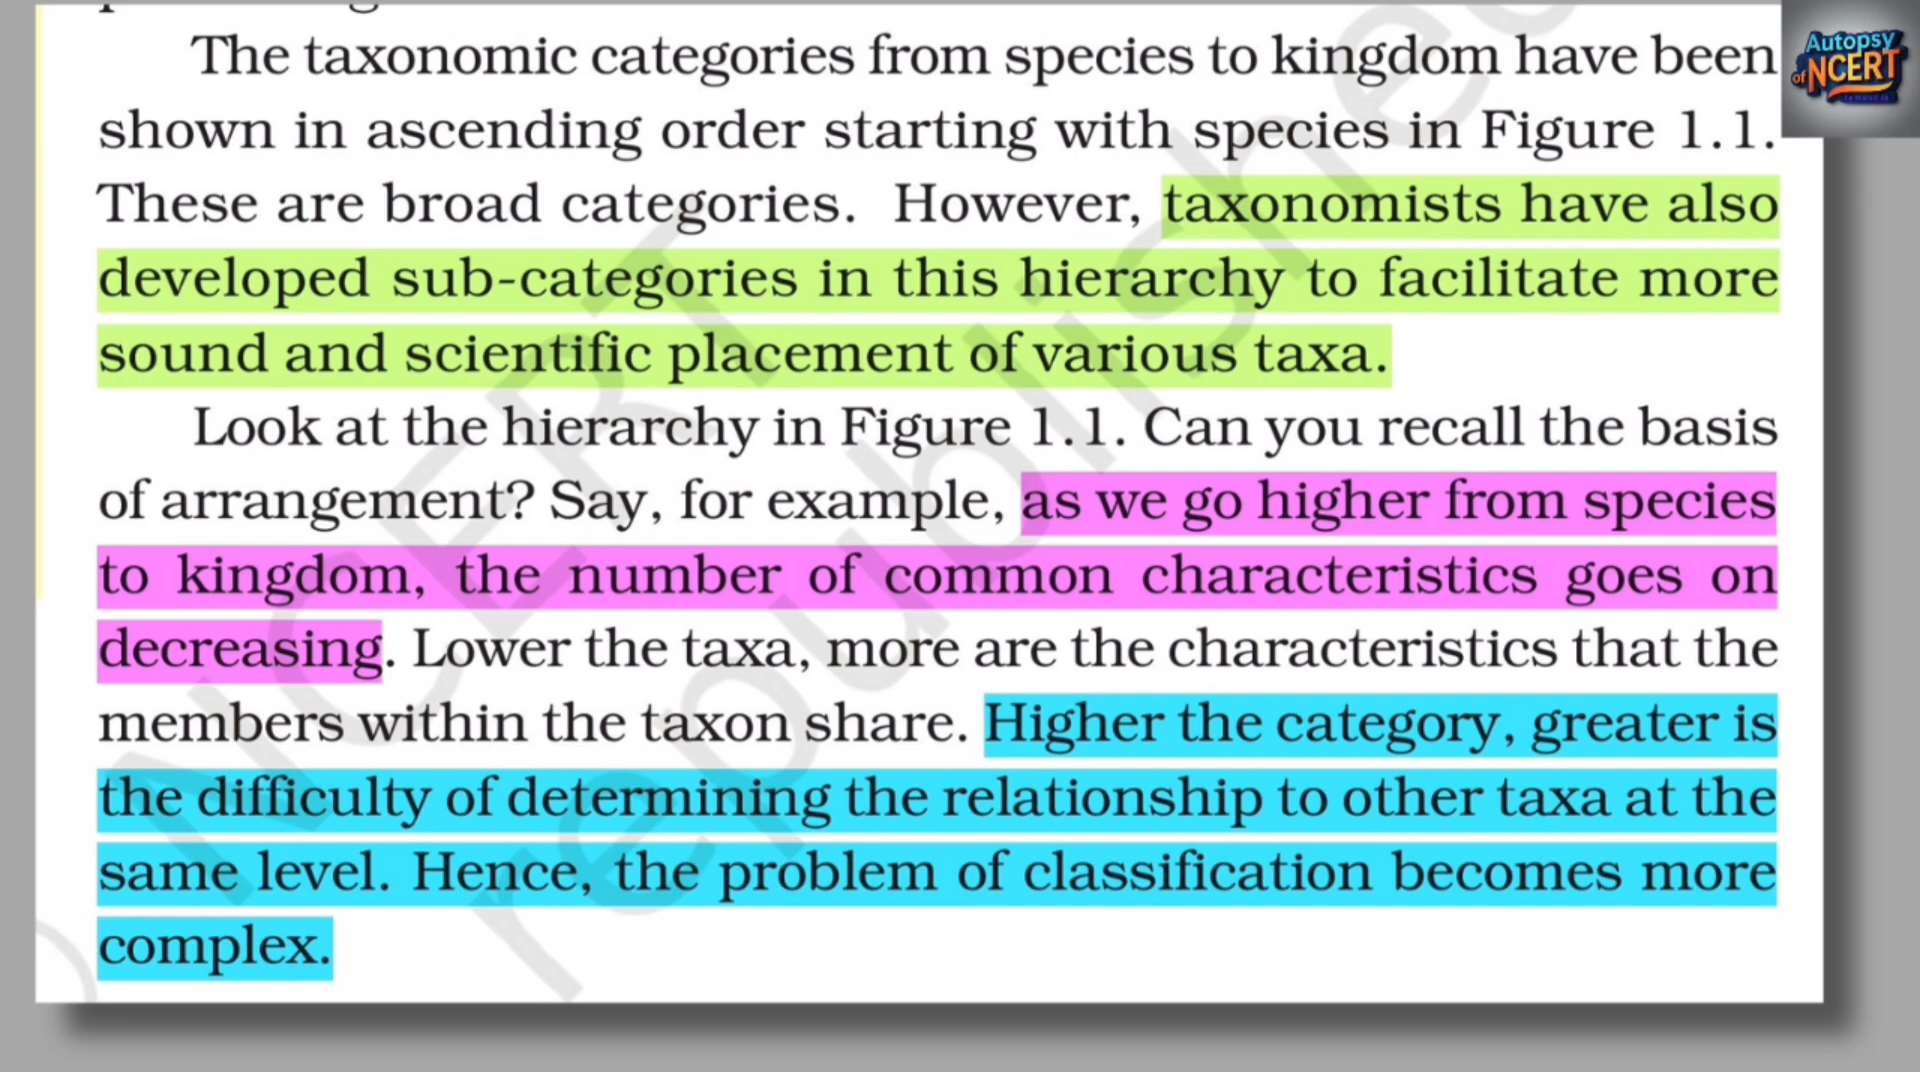 The taxonomic categories from species to kingdom have been
shown in ascending order starting with species in Figure 1.1.
These are broad categories. However, taxonomists have also
developed sub-categories in this hierarchy to facilitate more
sound and scientific placement of various taxa.
Look at the hierarchy in Figure 1.1. Can you recall the basis
of arrangement? Say, for example, as we go higher from species
to kingdom, the number of common characteristics goes on
decreasing. Lower the taxa, more are the characteristics that the
members within the taxon share. Higher the category, greater is
the difficulty of determining the relationship to other taxa at the
same level. Hence, the problem of classification becomes more
complex.
Autopsy
of NCERT
NCERT
republished